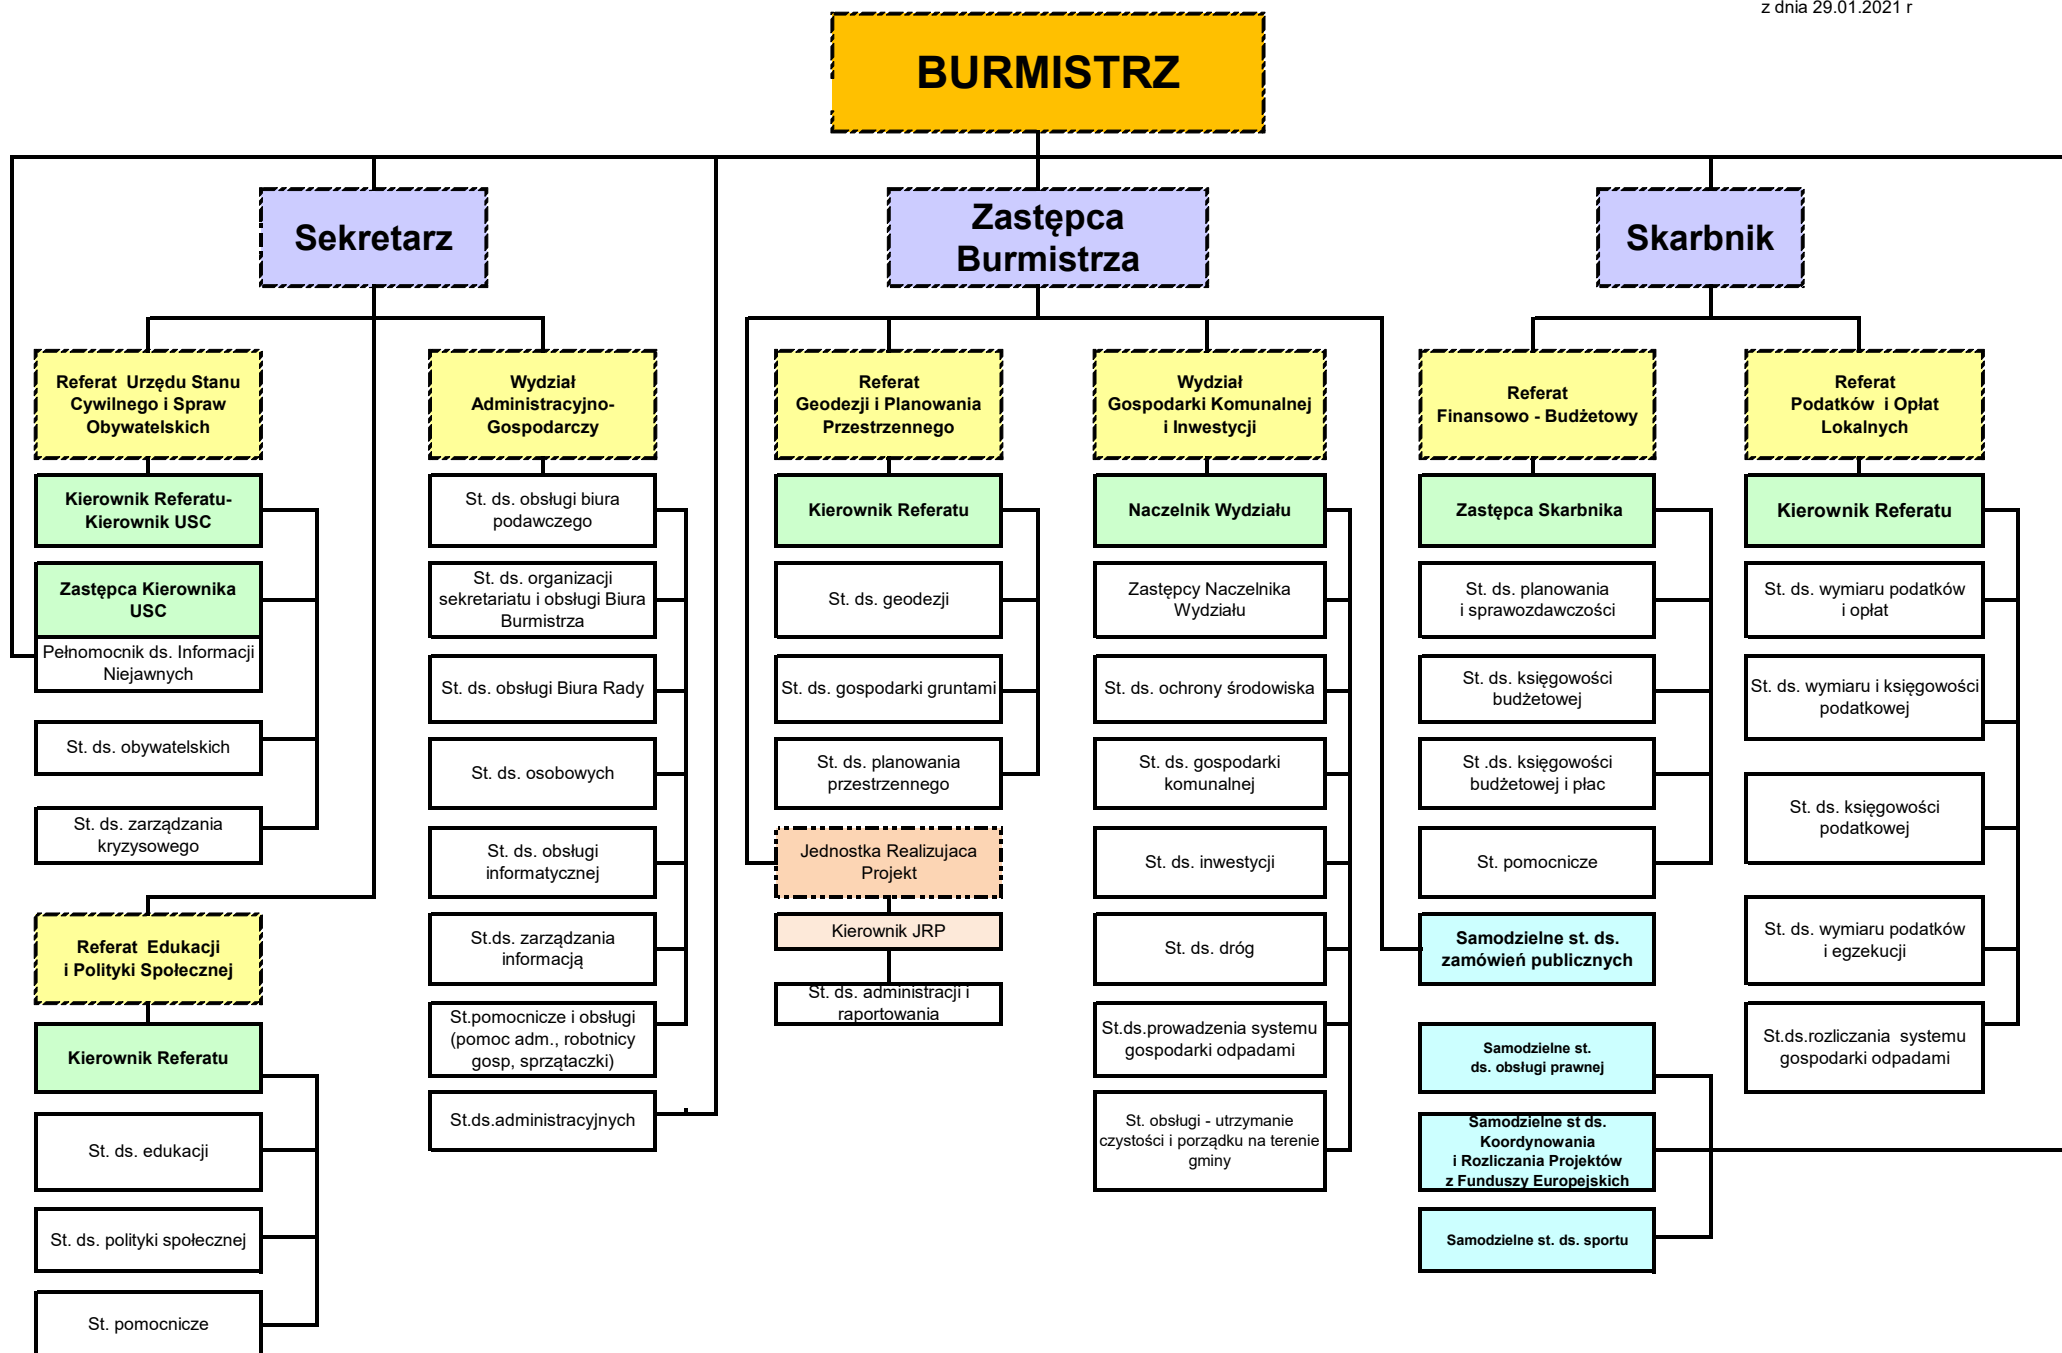 z dnia 29.01.2021 r
BURMISTRZ
Sekretarz
Zastępca
Burmistrza
Skarbnik
Referat  Urzędu Stanu
Cywilnego i Spraw
Obywatelskich
Kierownik Referatu-
Kierownik USC
Zastępca Kierownika
USC
Pełnomocnik ds. Informacji
Niejawnych
St. ds. obywatelskich
St. ds. zarządzania
kryzysowego
Referat  Edukacji
i Polityki Społecznej
Kierownik Referatu
St. ds. edukacji
St. ds. polityki społecznej
St. pomocnicze
Wydział
Administracyjno-
Gospodarczy
St. ds. obsługi biura
podawczego
St. ds. organizacji
sekretariatu i obsługi Biura
Burmistrza
St. ds. obsługi Biura Rady
St. ds. osobowych
St. ds. obsługi
informatycznej
St.ds. zarządzania
informacją
St.pomocnicze i obsługi
(pomoc adm., robotnicy
gosp, sprzątaczki)
St.ds.administracyjnych
Referat
Geodezji i Planowania
Przestrzennego
Kierownik Referatu
St. ds. geodezji
St. ds. gospodarki gruntami
St. ds. planowania
przestrzennego
Jednostka Realizujaca
Projekt
Kierownik JRP
St. ds. administracji i
raportowania
Wydział
Gospodarki Komunalnej
i Inwestycji
Naczelnik Wydziału
Zastępcy Naczelnika
Wydziału
St. ds. ochrony środowiska
St. ds. gospodarki
komunalnej
St. ds. inwestycji
St. ds. dróg
St.ds.prowadzenia systemu
gospodarki odpadami
St. obsługi - utrzymanie
czystości i porządku na terenie
gminy
Referat
Finansowo - Budżetowy
Zastępca Skarbnika
St. ds. planowania
i sprawozdawczości
St. ds. księgowości
budżetowej
St .ds. księgowości
budżetowej i płac
St. pomocnicze
Samodzielne st. ds.
zamówień publicznych
Samodzielne st.
ds. obsługi prawnej
Samodzielne st ds.
Koordynowania
i Rozliczania Projektów
z Funduszy Europejskich
Samodzielne st. ds. sportu
Referat
Podatków  i Opłat
Lokalnych
Kierownik Referatu
St. ds. wymiaru podatków
i opłat
St. ds. wymiaru i księgowości
podatkowej
St. ds. księgowości
podatkowej
St. ds. wymiaru podatków
i egzekucji
St.ds.rozliczania  systemu
gospodarki odpadami